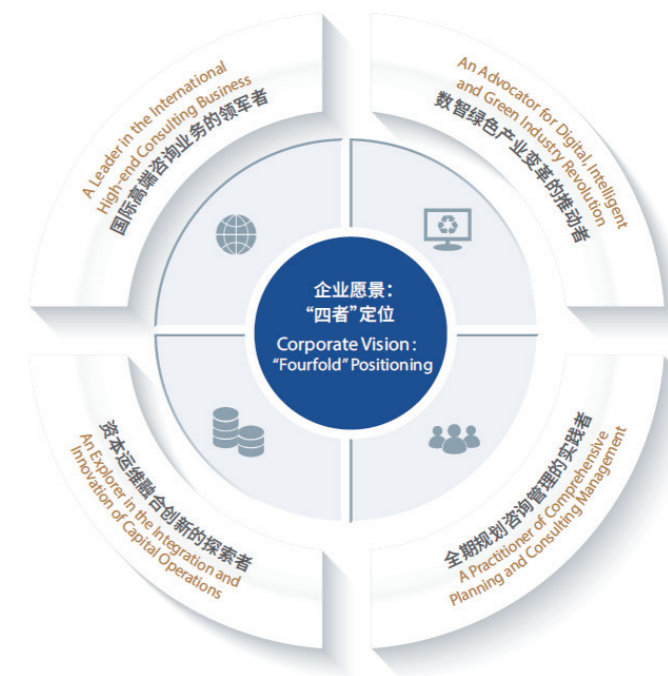 A Leader in the International
High-end Consulting Business
国际高端咨询业务的领军者
An Advocator for Digital, Intelligent
and Green Industry Revolution
数智绿色产业变革的推动者
企业愿景：
“四者”定位
Corporate Vision :
“Fourfold” Positioning
资本运维融合创新的探索者
An Explorer in the Integration and
Innovation of Capital Operations
全期规划咨询管理的实践者
A Practitioner of Comprehensive
Planning and Consulting Management